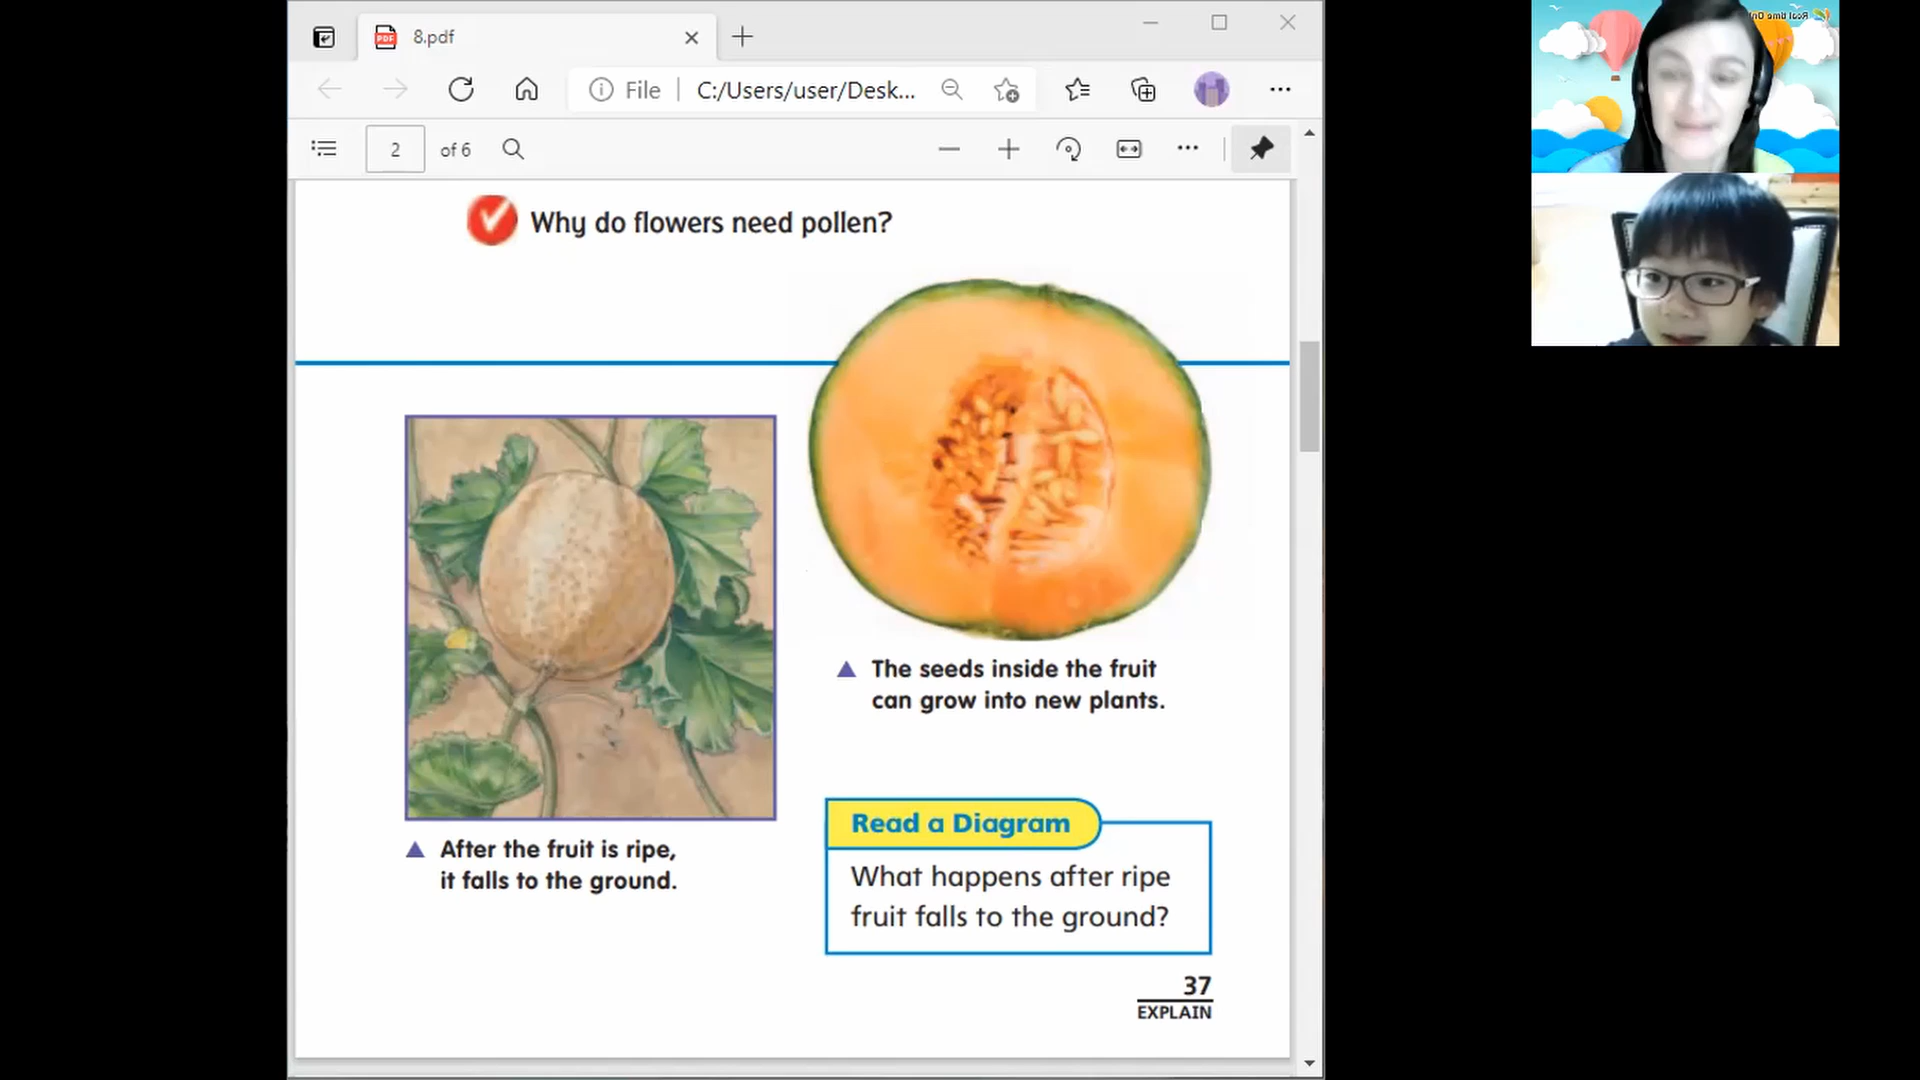 8.pdf
File
C:/Users/user/Desk...
2 of 6
Why do flowers need pollen?
The seeds inside the fruit
can grow into new plants.
After the fruit is ripe,
it falls to the ground.
Read a Diagram
What happens after ripe
fruit falls to the ground?
37
EXPLAIN